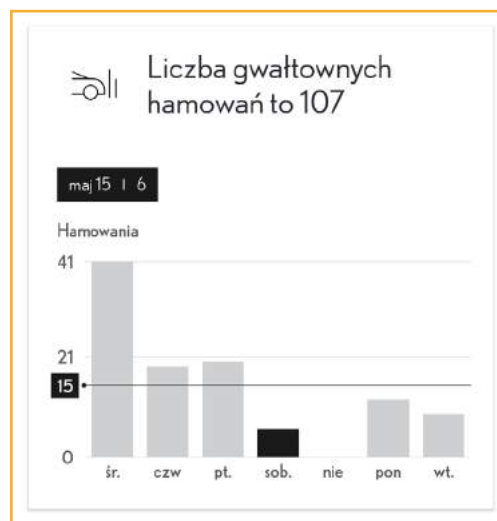 Liczba gwałtownych
hamowań to 107
maj 15 | 6
Hamowania
41
21
15
0
śr. czw pt. sob. nie pon wt.